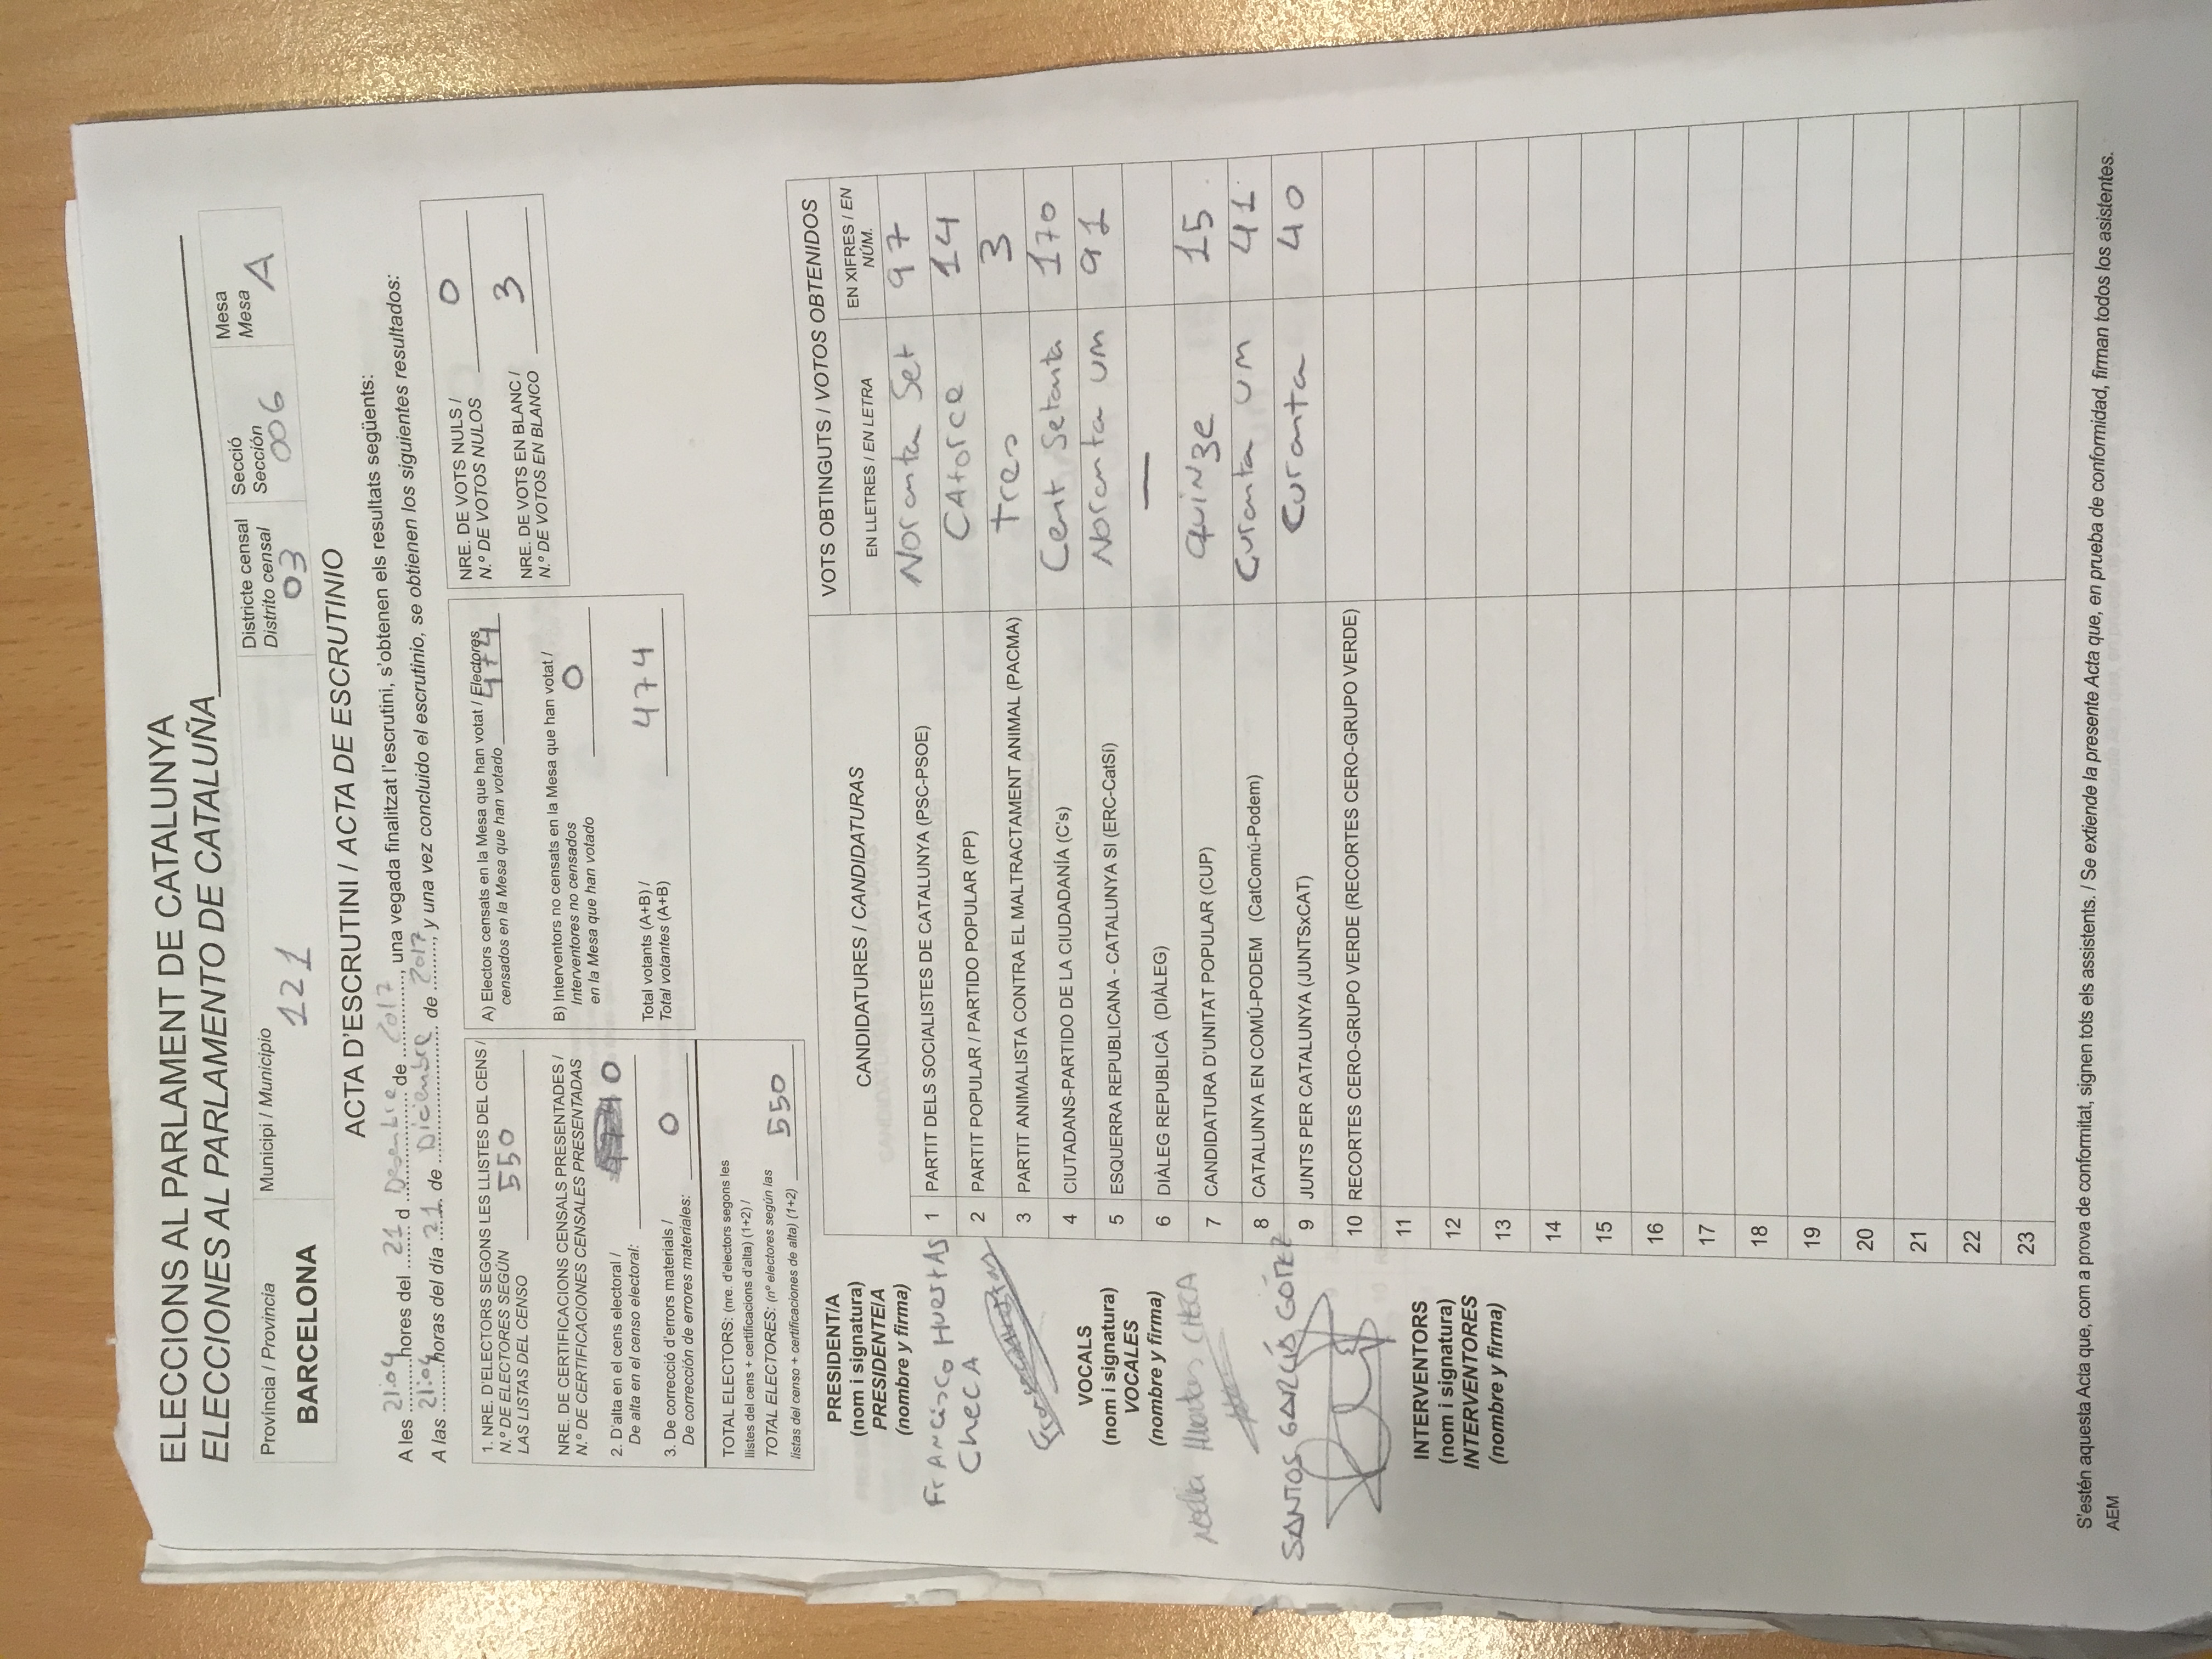 ELECCIONS AL PARLAMENT DE CATALUNYA
ELECCIONES AL PARLAMENTO DE CATALUÑA
Província / Provincia
BARCELONA
Municipi / Municipio
121
Districte censal
Distrito censal
03
Secció
Sección
006
Mesa
Mesa
A
ACTA D'ESCRUTINI / ACTA DE ESCRUTINIO
A les 21:04 hores del 21 d Desembre de 2017, una vegada finalitzat l'escrutini, s'obtenen els resultats següents:
A las 21:04 horas del día 21 de Diciembre de 2017, y una vez concluido el escrutinio, se obtienen los siguientes resultados:
1. NRE. D'ELECTORS SEGONS LES LLISTES DEL CENS /
N.º DE ELECTORES SEGÚN
LAS LISTAS DEL CENSO
550
NRE. DE CERTIFICACIONS CENSALS PRESENTADES /
N.º DE CERTIFICACIONES CENSALES PRESENTADAS
2. D'alta en el cens electoral /
De alta en el censo electoral:
0
3. De correcció d'errors materials /
De corrección de errores materiales:
0
TOTAL ELECTORS: (nre. d'electors segons les
llistes del cens + certificacions d'alta) (1+2) /
TOTAL ELECTORES: (nº electores según las
listas del censo + certificaciones de alta) (1+2)
550
A) Electors censats en la Mesa que han votat / Electores
censados en la Mesa que han votado
474
B) Interventors no censats en la Mesa que han votat /
Interventores no censados
en la Mesa que han votado
0
Total votants (A+B) /
Total votantes (A+B)
474
NRE. DE VOTS NULS /
N.º DE VOTOS NULOS
0
NRE. DE VOTS EN BLANC /
N.º DE VOTOS EN BLANCO
3
PRESIDENT/A
(nom i signatura)
PRESIDENTE/A
(nombre y firma)
Francisco Huertas
Checa
VOCALS
(nom i signatura)
VOCALES
(nombre y firma)
Noelia Huertas CHECA
SANTOS GARCÍA
INTERVENTORS
(nom i signatura)
INTERVENTORES
(nombre y firma)
CANDIDATURES / CANDIDATURAS
VOTS OBTINGUTS / VOTOS OBTENIDOS
EN LLETRES / EN LETRA
EN XIFRES / EN
NÚM.
1 PARTIT DELS SOCIALISTES DE CATALUNYA (PSC-PSOE) Noranta Set 97
2 PARTIT POPULAR / PARTIDO POPULAR (PP) CAtorce 14
3 PARTIT ANIMALISTA CONTRA EL MALTRACTAMENT ANIMAL (PACMA) Tres 3
4 CIUTADANS-PARTIDO DE LA CIUDADANÍA (C's) Cent Setanta 170
5 ESQUERRA REPUBLICANA - CATALUNYA SI (ERC-CatSí) Noranta um 91
6 DIÀLEG REPUBLICÀ (DIÀLEG) —
7 CANDIDATURA D'UNITAT POPULAR (CUP) quinze 15
8 CATALUNYA EN COMÚ-PODEM (CatComú-Podem) Curanta um 41
9 JUNTS PER CATALUNYA (JUNTSxCAT) Curanta 40
10 RECORTES CERO-GRUPO VERDE (RECORTES CERO-GRUPO VERDE)
11
12
13
14
15
16
17
18
19
20
21
22
23
S'estén aquesta Acta que, com a prova de conformitat, signen tots els assistents. / Se extiende la presente Acta que, en prueba de conformidad, firman todos los asistentes.
AEM